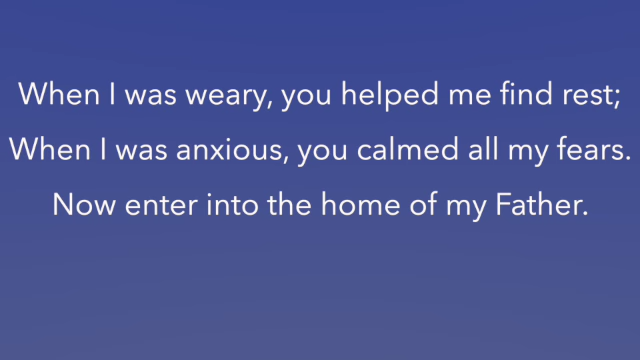 When I was weary, you helped me find rest;
When I was anxious, you calmed all my fears.
Now enter into the home of my Father.